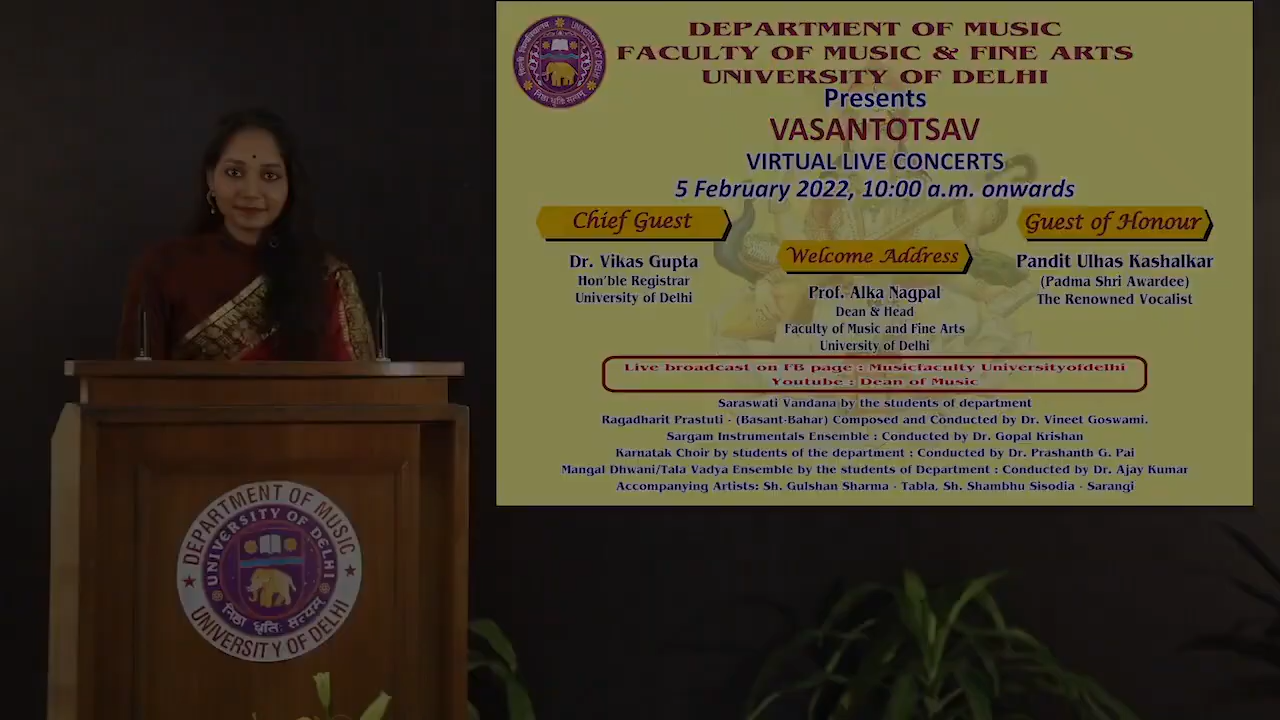 DEPARTMENT OF MUSIC
FACULTY OF MUSIC & FINE ARTS
UNIVERSITY OF DELHI
Presents
VASANTOTSAV
VIRTUAL LIVE CONCERTS
5 February 2022, 10:00 a.m. onwards
Chief Guest
Dr. Vikas Gupta
Hon'ble Registrar
University of Delhi
Welcome Address
Prof. Alka Nagpal
Dean & Head
Faculty of Music and Fine Arts
University of Delhi
Guest of Honour
Pandit Ulhas Kashalkar
(Padma Shri Awardee)
The Renowned Vocalist
Live broadcast on FB page : Musicfaculty Universityofdelhi
Youtube : Dean of Music
Saraswati Vandana by the students of department
Ragadharit Prastuti - (Basant-Bahar) Composed and Conducted by Dr. Vineet Goswami.
Sargam Instrumentals Ensemble : Conducted by Dr. Gopal Krishan
Karnatak Choir by students of the department : Conducted by Dr. Prashanth G. Pai
Mangal Dhwani/Tala Vadya Ensemble by the students of Department : Conducted by Dr. Ajay Kumar
Accompanying Artists: Sh. Gulshan Sharma - Tabla, Sh. Shambhu Sisodia - Sarangi
DEPARTMENT OF MUSIC
UNIVERSITY OF DELHI
UNIVERSITY OF DELHI
निष्ठा धृतिः सत्यम्
UNIVERSITY OF DELHI
निष्ठा धृतिः सत्यम्